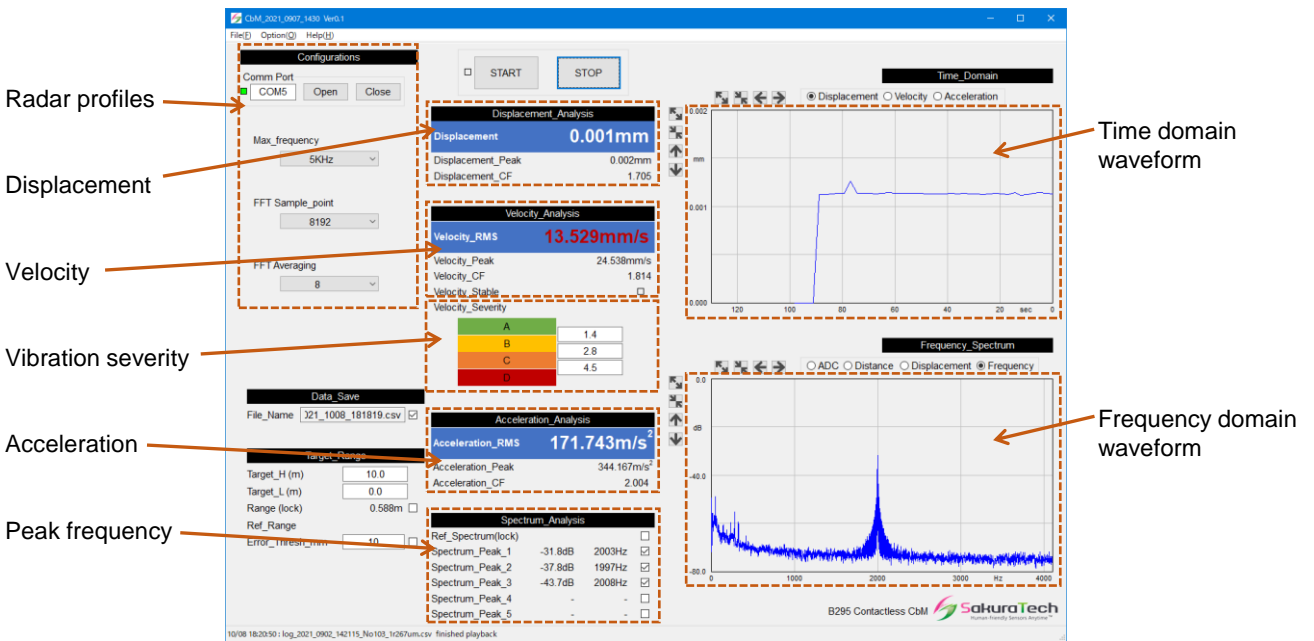 CbM_2021_0907_1430 Ver0.1
File(F) Option(O) Help(H)
Configurations
Comm Port
COM5 Open Close
Max_frequency
5KHz
FFT Sample_point
8192
FFT Averaging
8
Data_Save
File_Name 021_1008_181819.csv
Target_Range
Target_H (m) 10.0
Target_L (m) 0.0
Range (lock) 0.588m
Ref_Range
Error_Thresh_mm 10
START STOP
Displacement_Analysis
Displacement 0.001mm
Displacement_Peak 0.002mm
Displacement_CF 1.705
Velocity_Analysis
Velocity_RMS 13.529mm/s
Velocity_Peak 24.538mm/s
Velocity_CF 1.814
Velocity_Stable
Velocity_Severity
A
1.4
B
2.8
C
4.5
D
Acceleration_Analysis
Acceleration_RMS 171.743m/s²
Acceleration_Peak 344.167m/s²
Acceleration_CF 2.004
Spectrum_Analysis
Ref_Spectrum(lock)
Spectrum_Peak_1 -31.8dB 2003Hz
Spectrum_Peak_2 -37.8dB 1997Hz
Spectrum_Peak_3 -43.7dB 2008Hz
Spectrum_Peak_4 - -
Spectrum_Peak_5 - -
Time_Domain
Displacement Velocity Acceleration
0.002
mm
0.001
0.000
120 100 80 60 40 20 sec 0
Frequency_Spectrum
ADC Distance Displacement Frequency
0.0
dB
-40.0
-80.0
0 1000 2000 3000 Hz 4000
B295 Contactless CbM SakuraTech
Human-friendly Sensors Anytime™
10/08 18:20:50 : log_2021_0902_142115_No103_1r267um.csv finished playback
Radar profiles
Displacement
Velocity
Vibration severity
Acceleration
Peak frequency
Time domain
waveform
Frequency domain
waveform